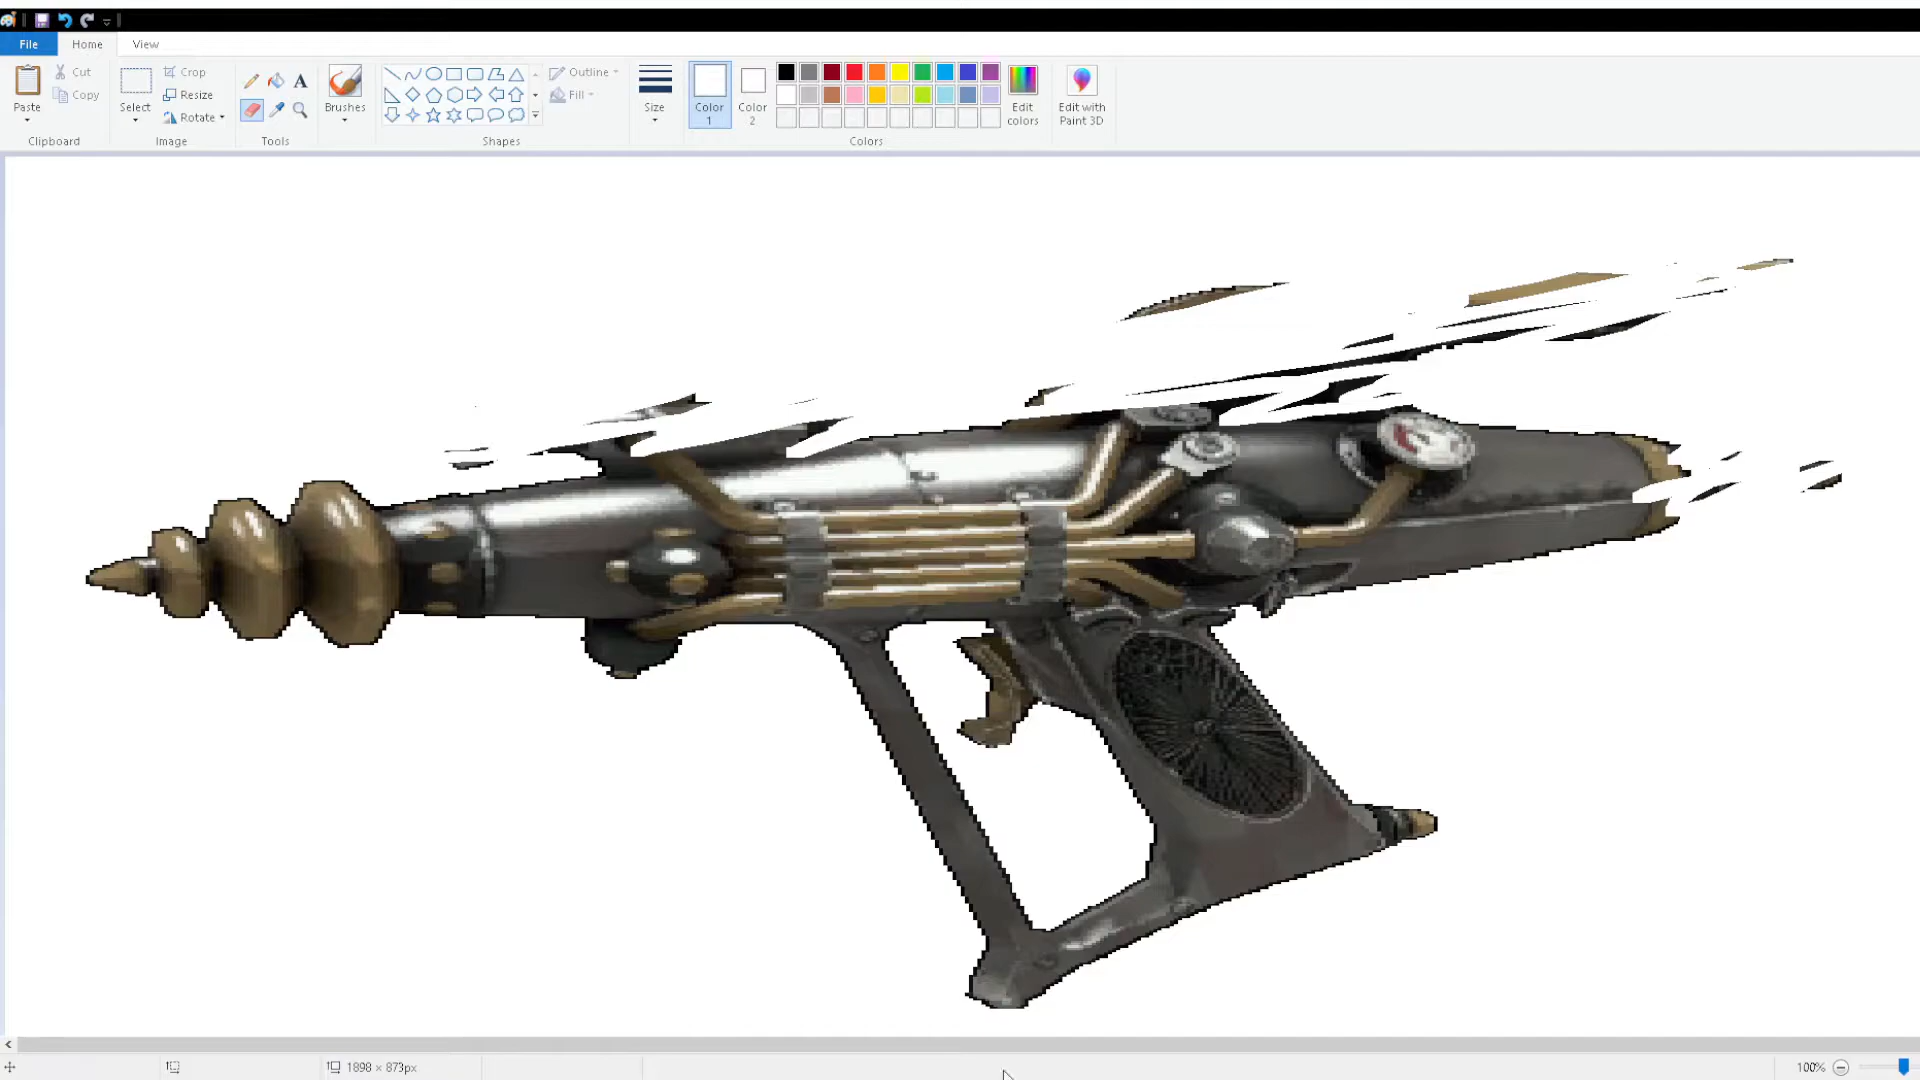 File Home View
Cut
Copy
Paste
Clipboard
Select
Crop
Resize
Rotate
Image
A
Tools
Brushes
Outline
Fill
Shapes
Size
Color
1
Color
2
Edit
colors
Colors
Edit with
Paint 3D
1898 × 873px
100%